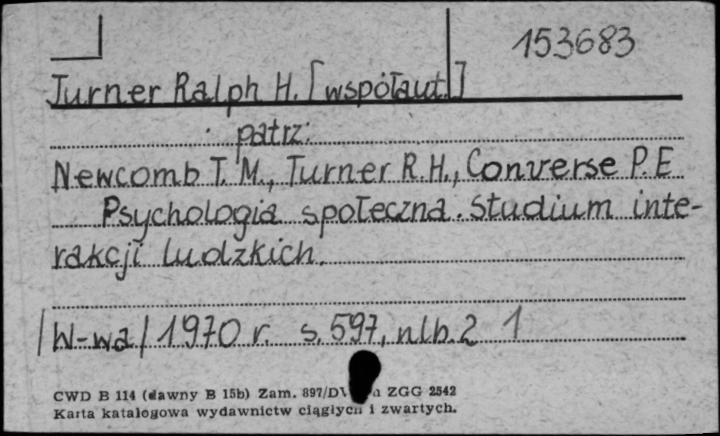 153683
Turner Ralph H. [współaut.]
patrz:
Newcomb T. M., Turner R.H., Converse P.E
Psychologia społeczna. Studium inte-
rakcji ludzkich.
/W-wa/ 1970 r. s. 597, nlb. 2 1
CWD B 114 (dawny B 15b) Zam. 897/ ZGG 2542
Karta katalogowa wydawnictw ciągłych i zwartych.